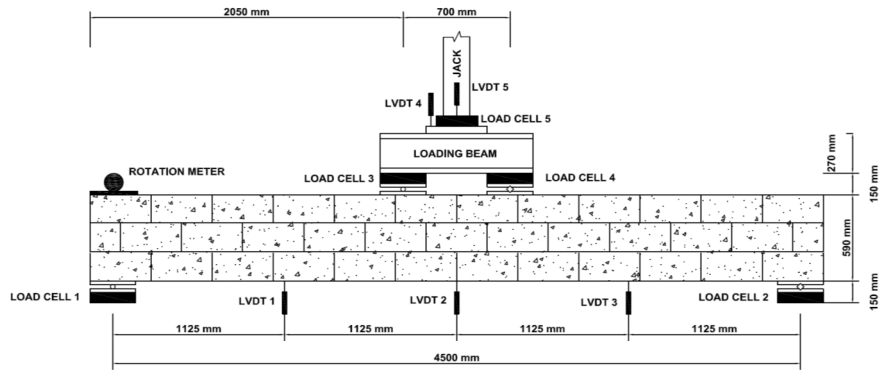 2050 mm
700 mm
JACK
LVDT 5
LVDT 4
LOAD CELL 5
LOADING BEAM
270 mm
ROTATION METER
LOAD CELL 3
LOAD CELL 4
150 mm
590 mm
LOAD CELL 1
LVDT 1
LVDT 2
LVDT 3
LOAD CELL 2
150 mm
1125 mm
1125 mm
1125 mm
1125 mm
4500 mm